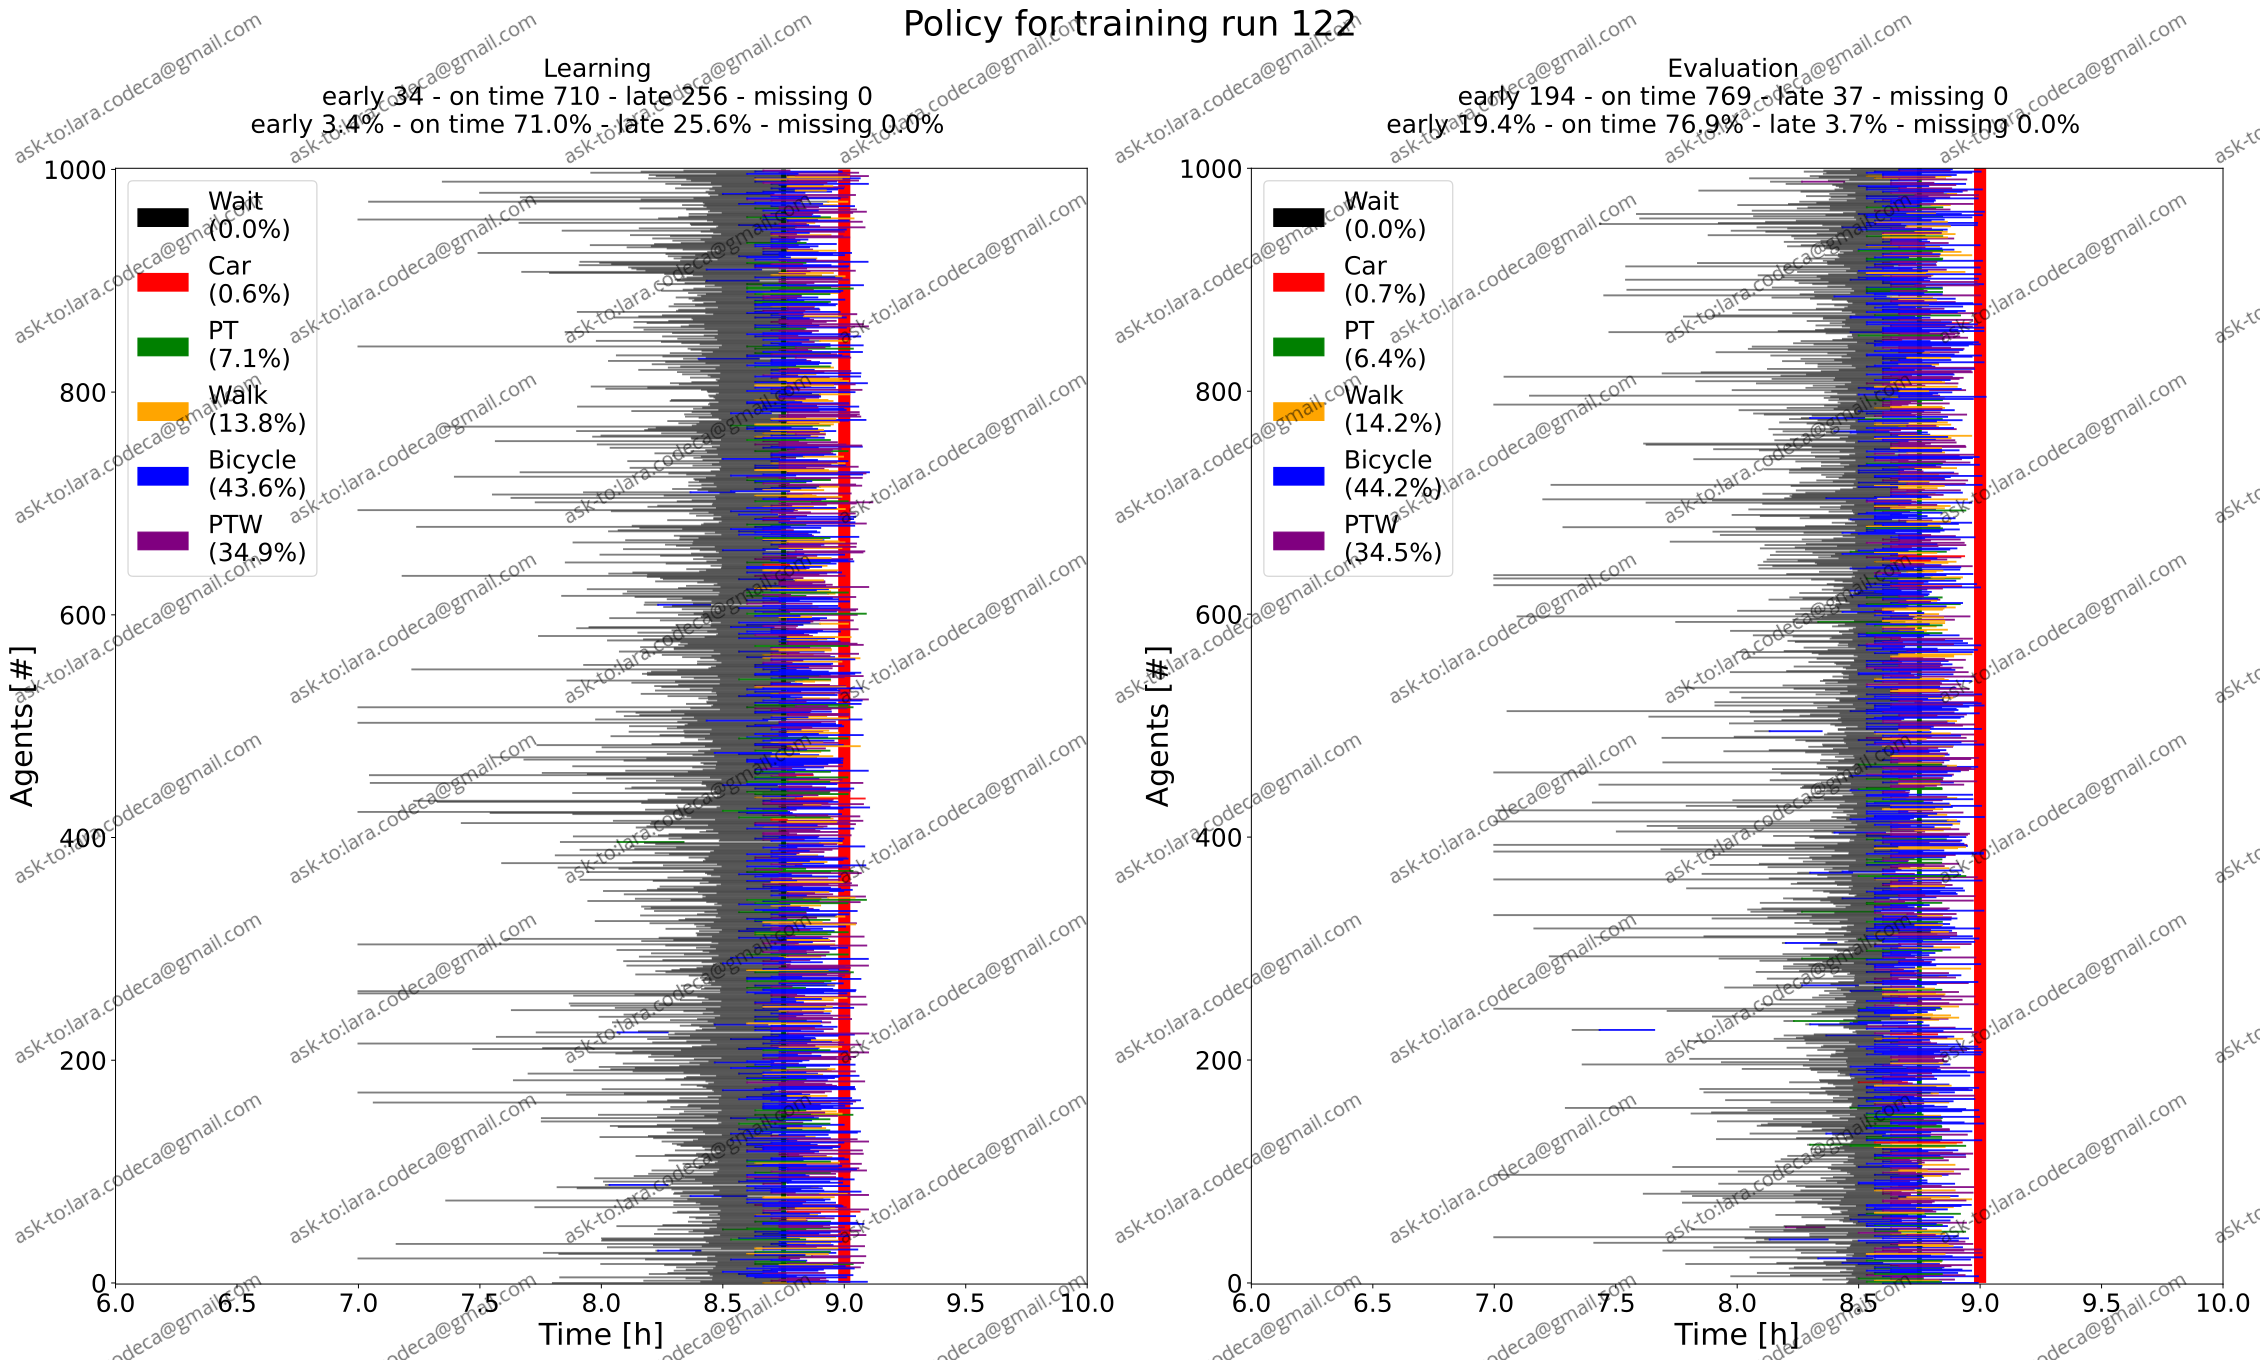 Policy for training run 122
Learning
early 34 - on time 710 - late 256 - missing 0
early 3.4% - on time 71.0% - late 25.6% - missing 0.0%
1000
800
600
400
200
0
Agents [#]
Wait
(0.0%)
Car
(0.6%)
PT
(7.1%)
Walk
(13.8%)
Bicycle
(43.6%)
PTW
(34.9%)
6.0 6.5 7.0 7.5 8.0 8.5 9.0 9.5 10.0
Time [h]
Evaluation
early 194 - on time 769 - late 37 - missing 0
early 19.4% - on time 76.9% - late 3.7% - missing 0.0%
1000
800
600
400
200
0
Agents [#]
Wait
(0.0%)
Car
(0.7%)
PT
(6.4%)
Walk
(14.2%)
Bicycle
(44.2%)
PTW
(34.5%)
6.0 6.5 7.0 7.5 8.0 8.5 9.0 9.5 10.0
Time [h]
ask-to:lara.codeca@gmail.com